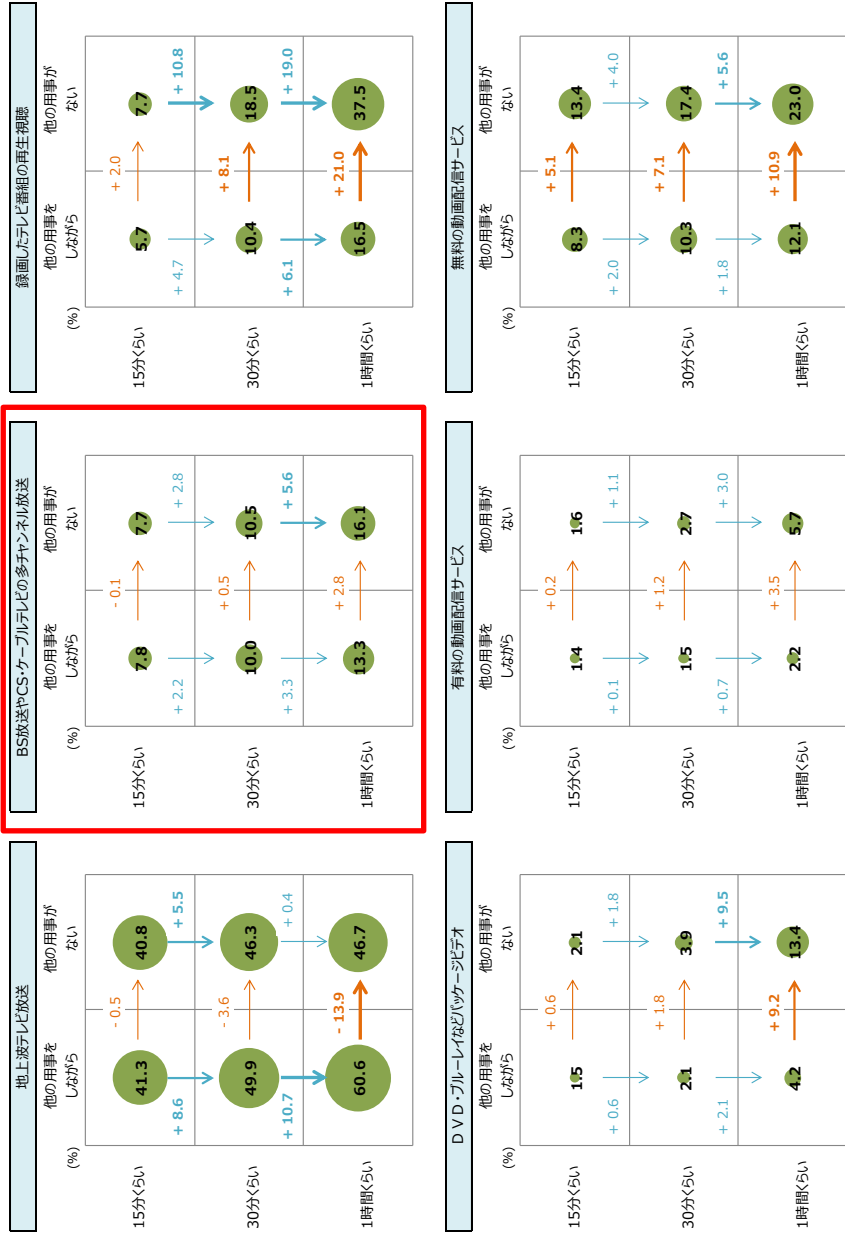 地上波テレビ放送
(%)
他の用事を
しながら
他の用事が
ない
15分くらい
41.3
- 0.5
40.8
+ 8.6
+ 5.5
30分くらい
49.9
- 3.6
46.3
+ 10.7
+ 0.4
1時間くらい
60.6
- 13.9
46.7
BS放送やCS・ケーブルテレビの多チャンネル放送
(%)
他の用事を
しながら
他の用事が
ない
15分くらい
7.8
- 0.1
7.7
+ 2.2
+ 2.8
30分くらい
10.0
+ 0.5
10.5
+ 3.3
+ 5.6
1時間くらい
13.3
+ 2.8
16.1
録画したテレビ番組の再生視聴
(%)
他の用事を
しながら
他の用事が
ない
15分くらい
5.7
+ 2.0
7.7
+ 4.7
+ 10.8
30分くらい
10.4
+ 8.1
18.5
+ 6.1
+ 19.0
1時間くらい
16.5
+ 21.0
37.5
ＤＶＤ・ブルーレイなどパッケージビデオ
(%)
他の用事を
しながら
他の用事が
ない
15分くらい
1.5
+ 0.6
2.1
+ 0.6
+ 1.8
30分くらい
2.1
+ 1.8
3.9
+ 2.1
+ 9.5
1時間くらい
4.2
+ 9.2
13.4
有料の動画配信サービス
(%)
他の用事を
しながら
他の用事が
ない
15分くらい
1.4
+ 0.2
1.6
+ 0.1
+ 1.1
30分くらい
1.5
+ 1.2
2.7
+ 0.7
+ 3.0
1時間くらい
2.2
+ 3.5
5.7
無料の動画配信サービス
(%)
他の用事を
しながら
他の用事が
ない
15分くらい
8.3
+ 5.1
13.4
+ 2.0
+ 4.0
30分くらい
10.3
+ 7.1
17.4
+ 1.8
+ 5.6
1時間くらい
12.1
+ 10.9
23.0